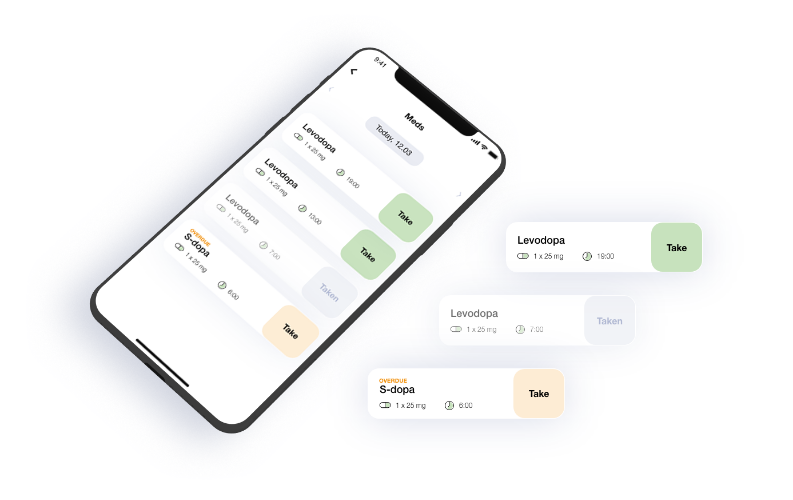 9:41
Meds
Today, 12.03
Levodopa
1 x 25 mg
19:00
Take
Levodopa
1 x 25 mg
13:00
Take
Levodopa
1 x 25 mg
7:00
Taken
OVERDUE
S-dopa
1 x 25 mg
6:00
Take
Levodopa
1 x 25 mg
19:00
Take
Levodopa
1 x 25 mg
7:00
Taken
OVERDUE
S-dopa
1 x 25 mg
6:00
Take